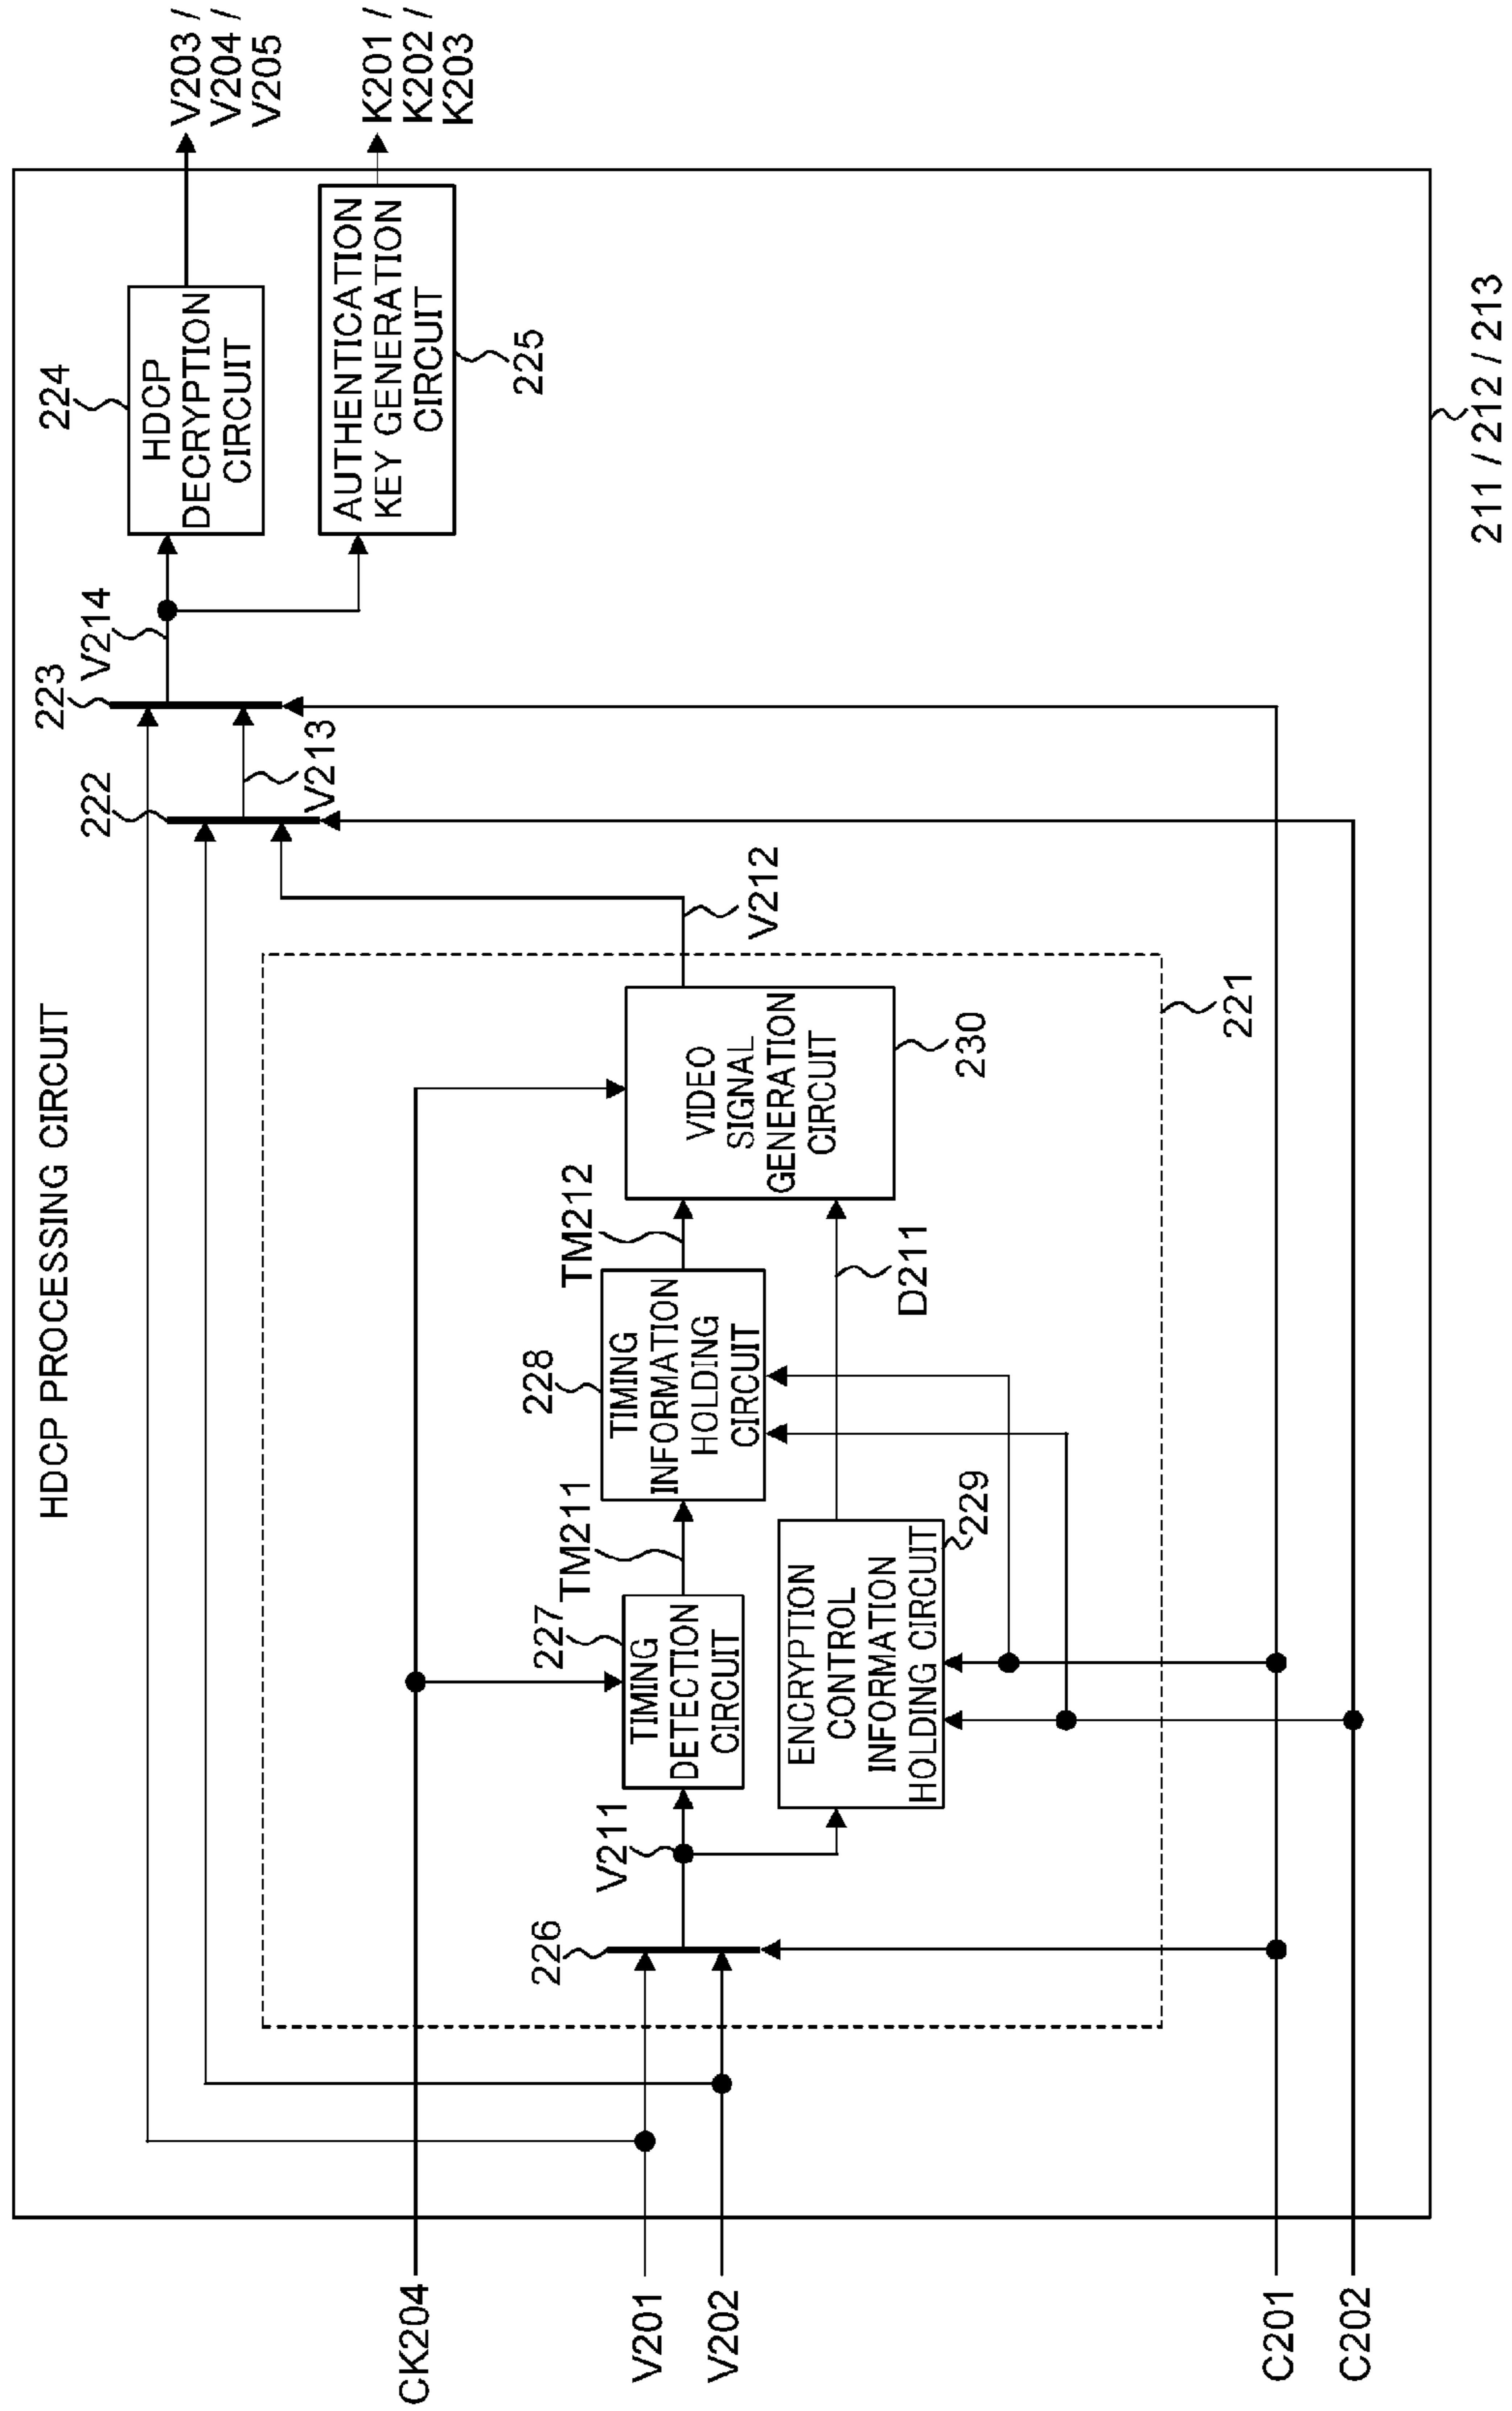 HDCP PROCESSING CIRCUIT
CK204
V201
V202
C201
C202
226
V211
227
TIMING
DETECTION
CIRCUIT
TM211
228
TIMING
INFORMATION
HOLDING
CIRCUIT
TM212
ENCRYPTION
CONTROL
INFORMATION
HOLDING CIRCUIT
229
D211
VIDEO
SIGNAL
GENERATION
CIRCUIT
230
221
V212
222
V213
223
V214
224
HDCP
DECRYPTION
CIRCUIT
AUTHENTICATION
KEY GENERATION
CIRCUIT
225
V203 /
V204 /
V205
K201 /
K202 /
K203
211 / 212 / 213